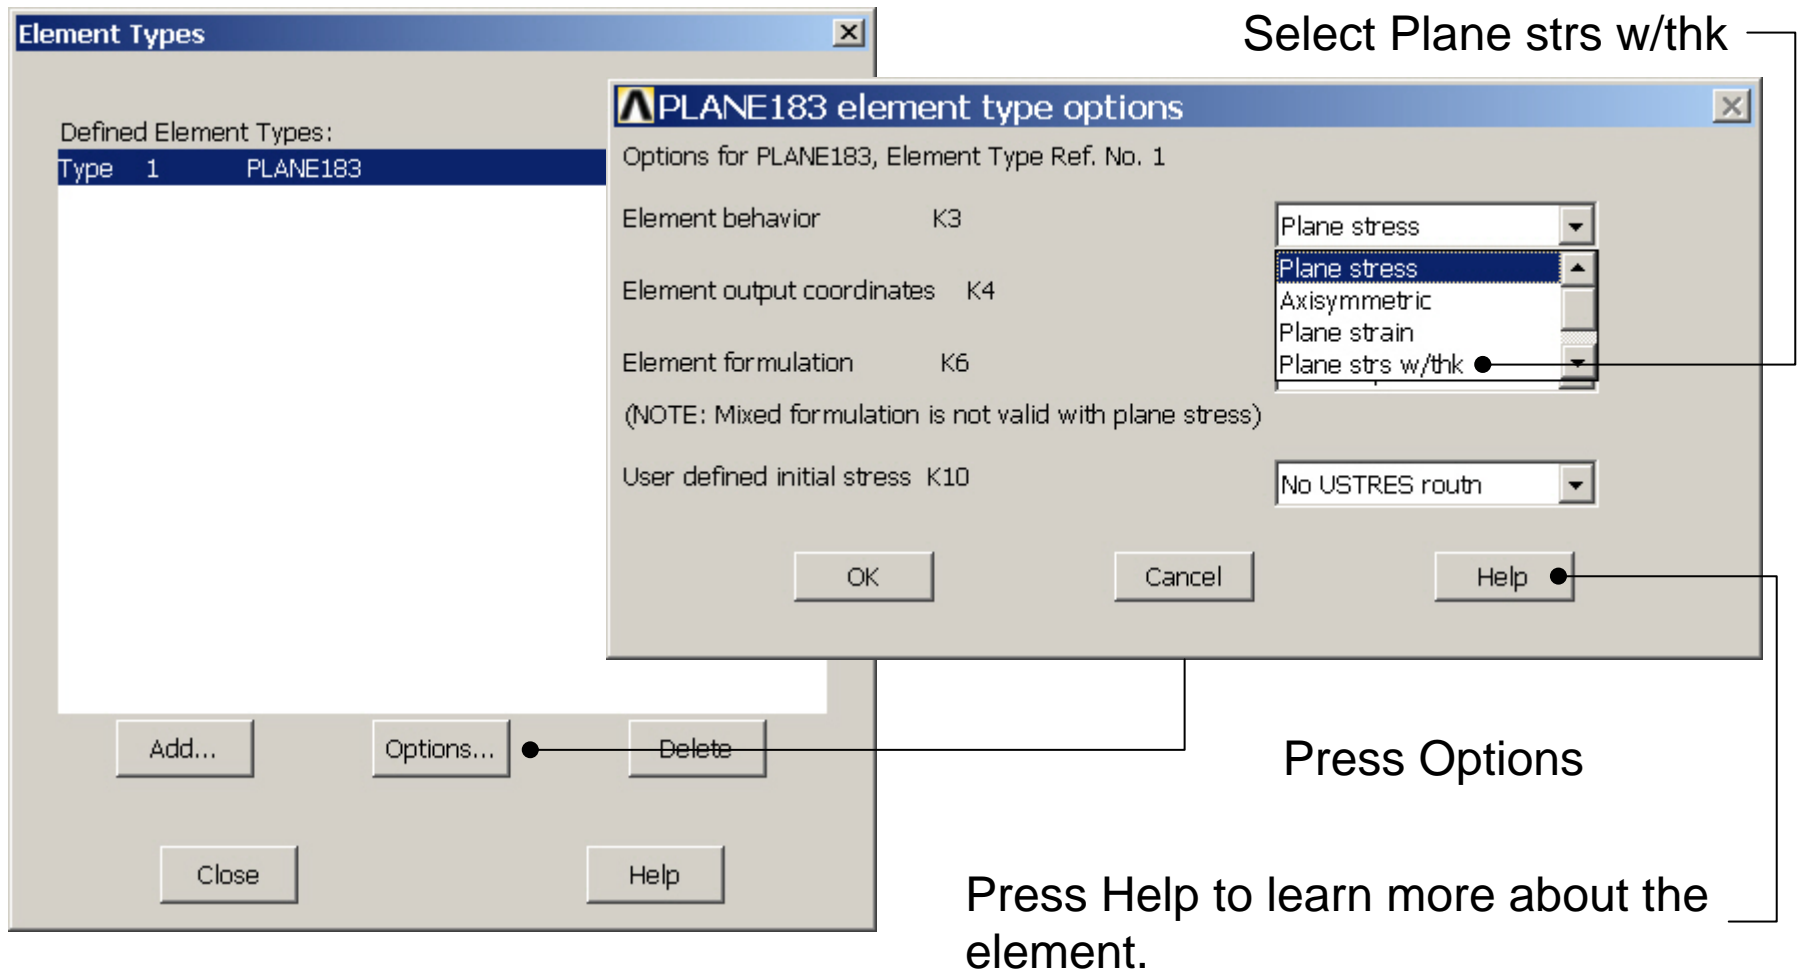 Element Types
Defined Element Types:
Type 1 PLANE183
Add...
Options...
Delete
Close
Help
PLANE183 element type options
Options for PLANE183, Element Type Ref. No. 1
Element behavior K3
Plane stress
Plane stress
Axisymmetric
Plane strain
Plane strs w/thk
Element output coordinates K4
Element formulation K6
(NOTE: Mixed formulation is not valid with plane stress)
User defined initial stress K10
No USTRES routn
OK
Cancel
Help
Select Plane strs w/thk
Press Options
Press Help to learn more about the
element.